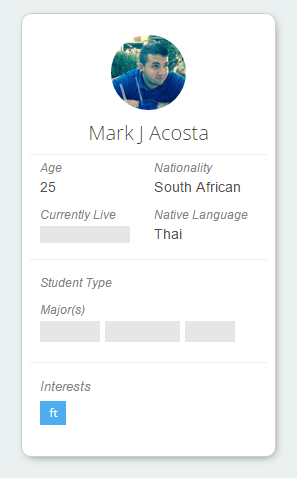 Mark J Acosta
Age Nationality
25 South African
Currently Live Native Language
Thai
Student Type
Major(s)
Interests
ft